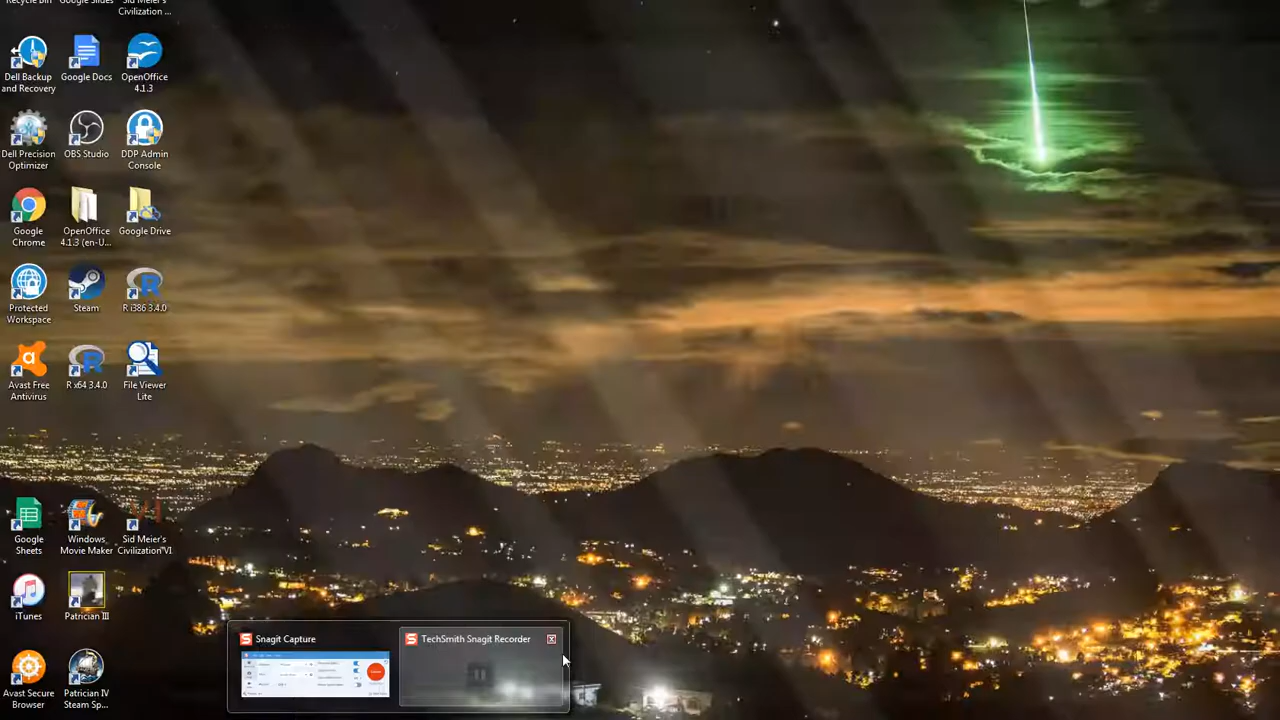 Recycle Bin
Google Slides
Sid Meier's
Civilization ...
Dell Backup
and Recovery
Google Docs
OpenOffice
4.1.3
Dell Precision
Optimizer
OBS Studio
DDP Admin
Console
Google
Chrome
OpenOffice
4.1.3 (en-U...
Google Drive
Protected
Workspace
Steam
R i386 3.4.0
Avast Free
Antivirus
R x64 3.4.0
File Viewer
Lite
Google
Sheets
Windows
Movie Maker
Sid Meier's
Civilization VI
iTunes
Patrician III
Avast Secure
Browser
Patrician IV
Steam Sp...
Snagit Capture
TechSmith Snagit Recorder